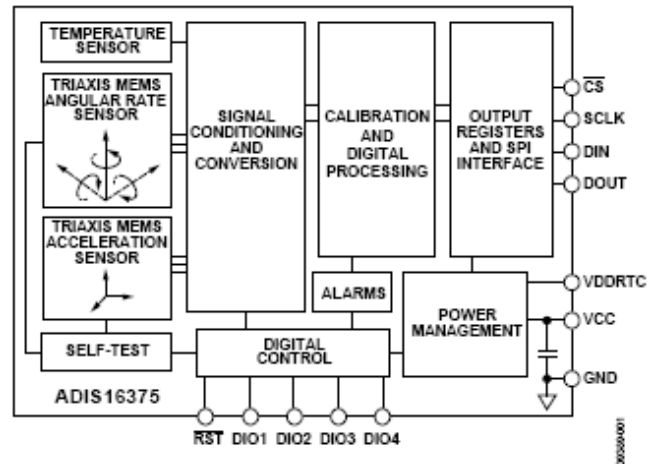 TEMPERATURE
SENSOR
TRIAXIS MEMS
ANGULAR RATE
SENSOR
TRIAXIS MEMS
ACCELERATION
SENSOR
SELF-TEST
SIGNAL
CONDITIONING
AND
CONVERSION
CALIBRATION
AND
DIGITAL
PROCESSING
OUTPUT
REGISTERS
AND SPI
INTERFACE
ALARMS
DIGITAL
CONTROL
POWER
MANAGEMENT
CS
SCLK
DIN
DOUT
VDDRTC
VCC
GND
ADIS16375
RST DIO1 DIO2 DIO3 DIO4